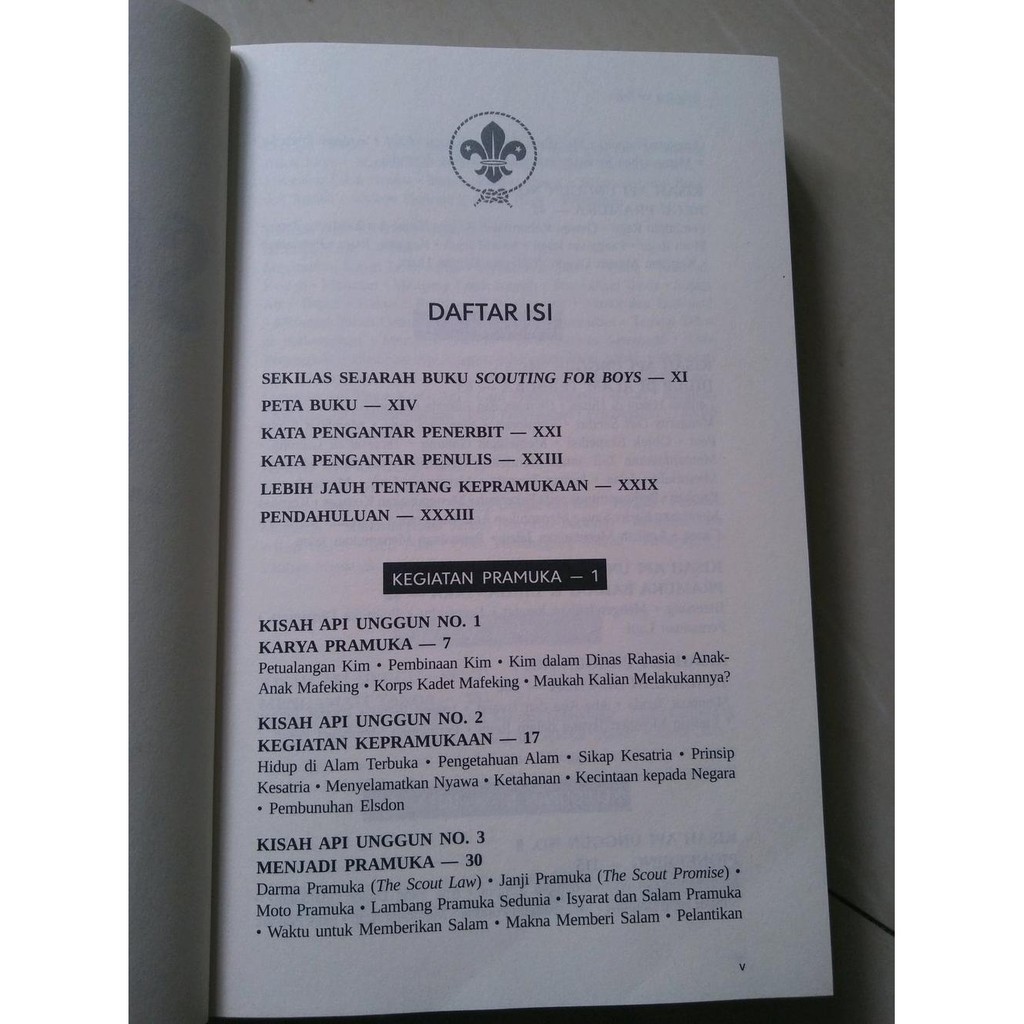 DAFTAR ISI
SEKILAS SEJARAH BUKU SCOUTING FOR BOYS — XI
PETA BUKU — XIV
KATA PENGANTAR PENERBIT — XXI
KATA PENGANTAR PENULIS — XXIII
LEBIH JAUH TENTANG KEPRAMUKAAN — XXIX
PENDAHULUAN — XXXIII
KEGIATAN PRAMUKA — 1
KISAH API UNGGUN NO. 1
KARYA PRAMUKA — 7
Petualangan Kim • Pembinaan Kim • Kim dalam Dinas Rahasia • Anak-
Anak Mafeking • Korps Kadet Mafeking • Maukah Kalian Melakukannya?
KISAH API UNGGUN NO. 2
KEGIATAN KEPRAMUKAAN — 17
Hidup di Alam Terbuka • Pengetahuan Alam • Sikap Kesatria • Prinsip
Kesatria • Menyelamatkan Nyawa • Ketahanan • Kecintaan kepada Negara
• Pembunuhan Elsdon
KISAH API UNGGUN NO. 3
MENJADI PRAMUKA — 30
Darma Pramuka (The Scout Law) • Janji Pramuka (The Scout Promise) •
Moto Pramuka • Lambang Pramuka Sedunia • Isyarat dan Salam Pramuka
• Waktu untuk Memberikan Salam • Makna Memberi Salam • Pelantikan
v